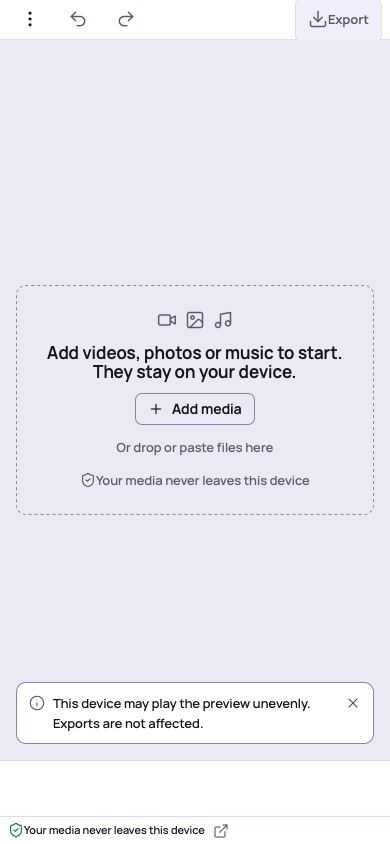 Export
Add videos, photos or music to start.
They stay on your device.
Add media
Or drop or paste files here
Your media never leaves this device
This device may play the preview unevenly.
Exports are not affected.
Your media never leaves this device